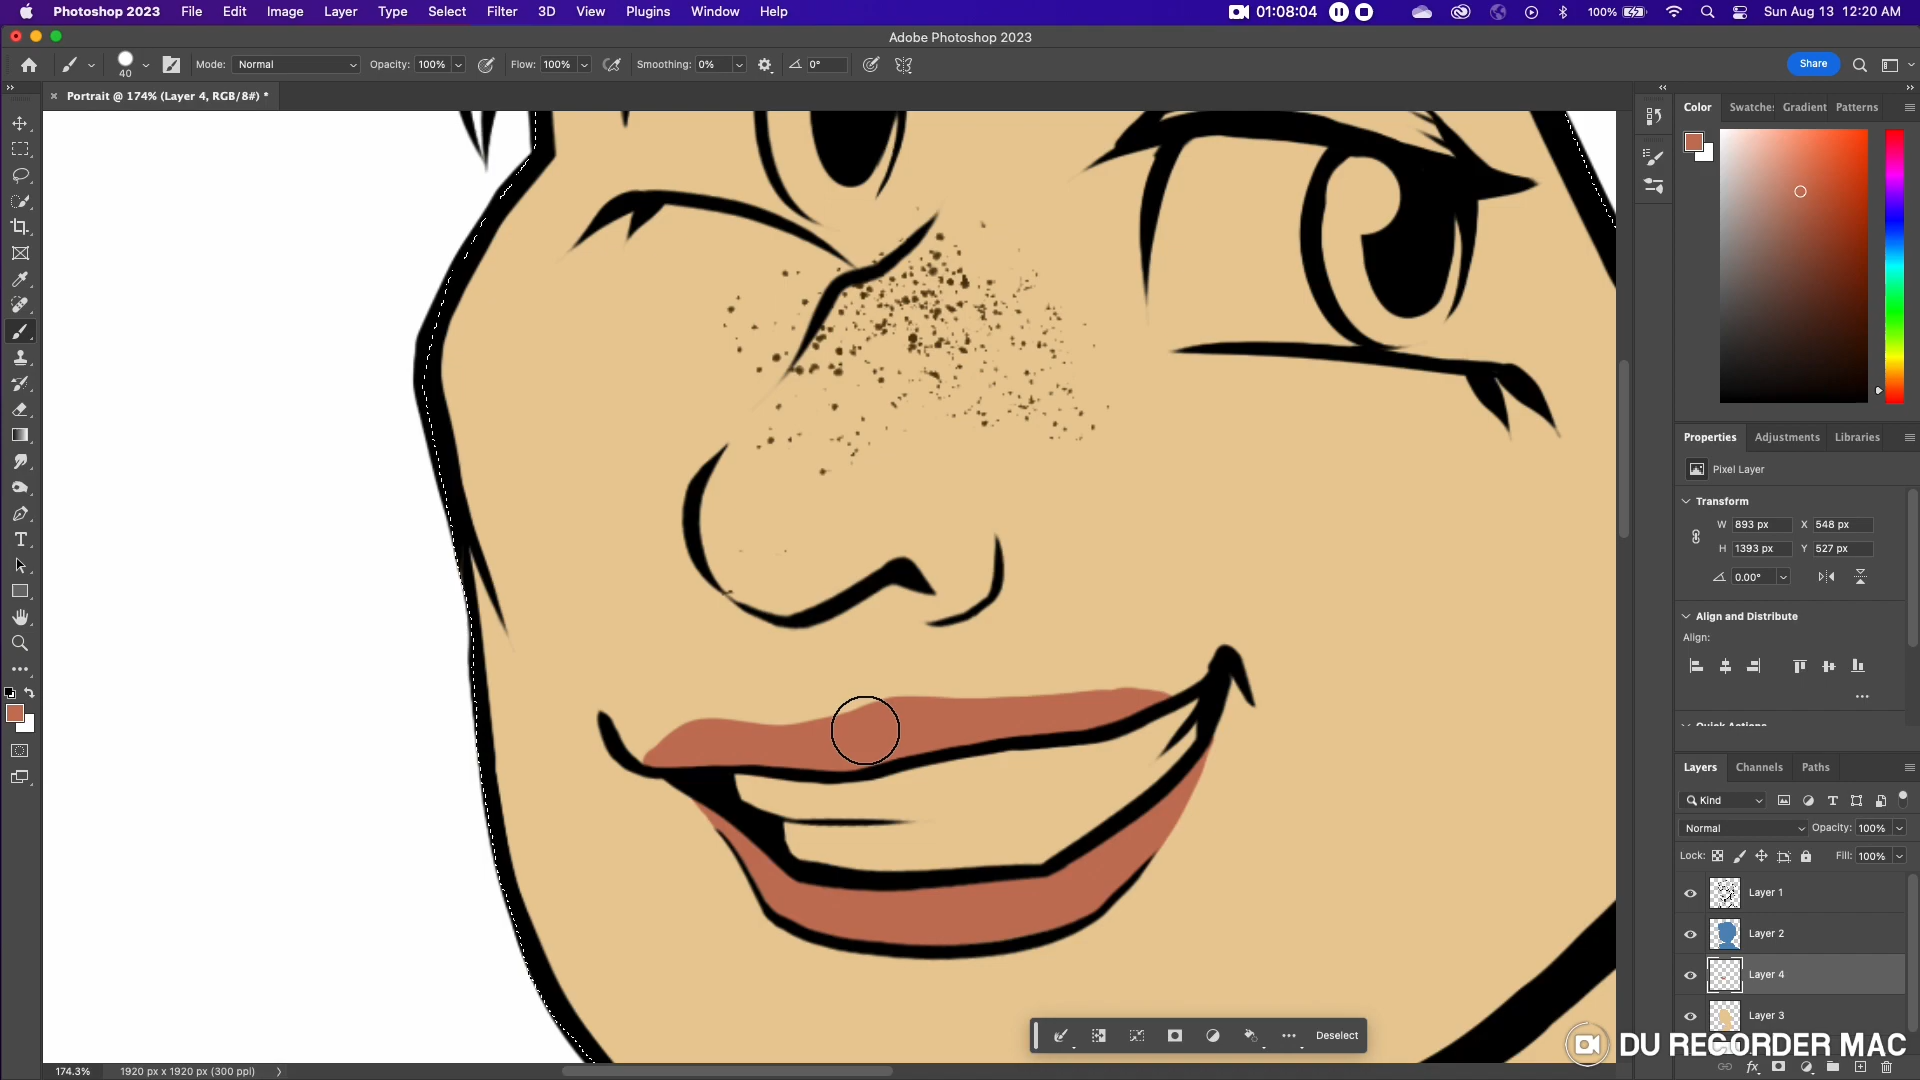 Photoshop 2023 File Edit Image Layer Type Select Filter 3D View Plugins Window Help 01:08:04 100% Sun Aug 13 12:20 AM
Adobe Photoshop 2023
40 Mode: Normal Opacity: 100% Flow: 100% Smoothing: 0% 0° Share
Portrait @ 174% (Layer 4, RGB/8#) *
Color Swatches Gradient Patterns
Properties Adjustments Libraries
Pixel Layer
Transform
W 893 px X 548 px
H 1393 px Y 527 px
0.00°
Align and Distribute
Align:
Quick Actions
Layers Channels Paths
Kind
Normal Opacity: 100%
Lock: Fill: 100%
Layer 1
Layer 2
Layer 4
Layer 3
Deselect
DU RECORDER MAC
174.3% 1920 px x 1920 px (300 ppi)